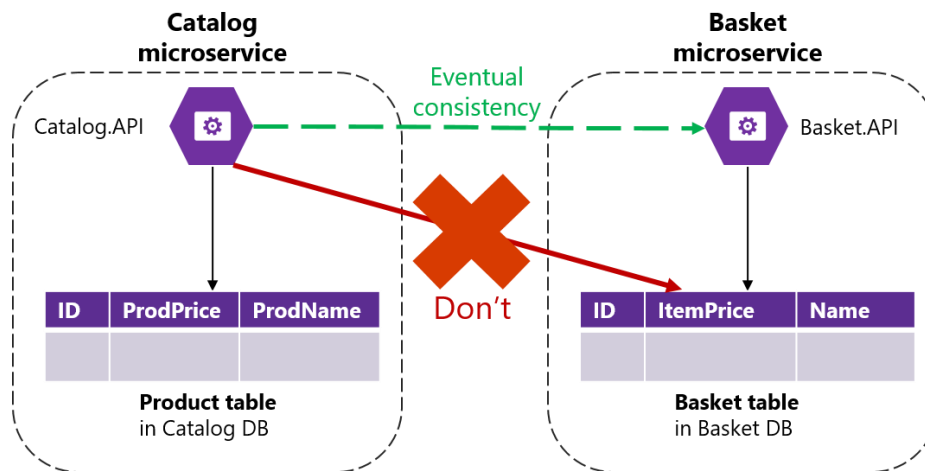 Catalog
microservice
Basket
microservice
Eventual
consistency
Catalog.API
Basket.API
Don't
ID ProdPrice ProdName
ID ItemPrice Name
Product table
in Catalog DB
Basket table
in Basket DB